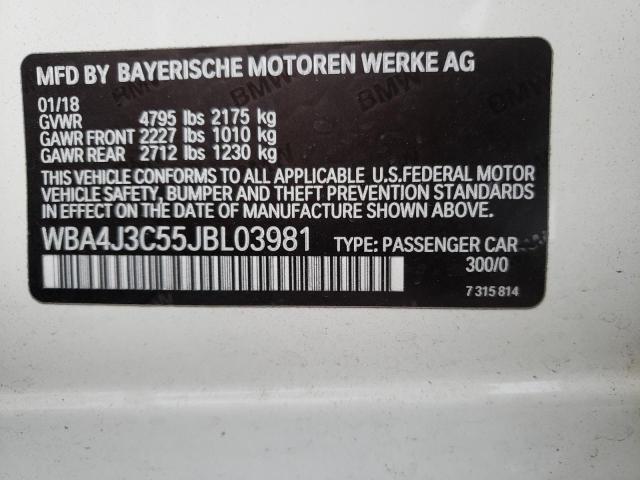 MFD BY BAYERISCHE MOTOREN WERKE AG
01/18
GVWR 4795 lbs 2175 kg
GAWR FRONT 2227 lbs 1010 kg
GAWR REAR 2712 lbs 1230 kg
THIS VEHICLE CONFORMS TO ALL APPLICABLE U.S.FEDERAL MOTOR
VEHICLE SAFETY, BUMPER AND THEFT PREVENTION STANDARDS
IN EFFECT ON THE DATE OF MANUFACTURE SHOWN ABOVE.
WBA4J3C55JBL03981 TYPE: PASSENGER CAR
300/0
7 315 814
BMW
BMW
BMW